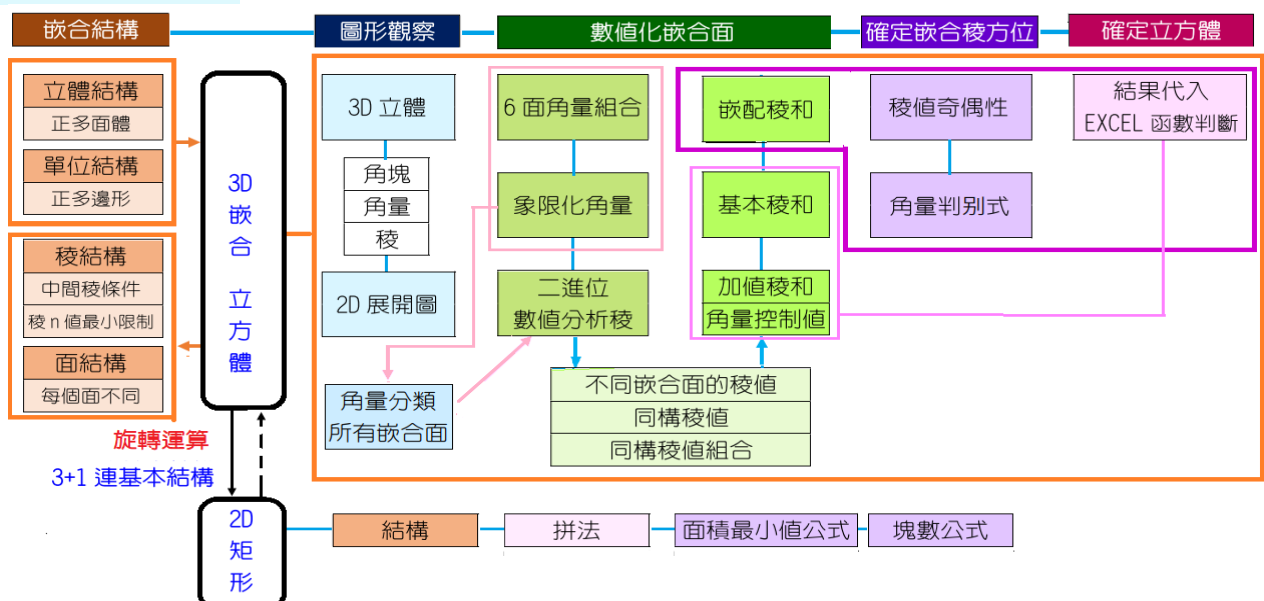 嵌合結構
圖形觀察
數值化嵌合面
確定嵌合稜方位
確定立方體
立體結構
正多面體
單位結構
正多邊形
稜結構
中間稜條件
稜 n 值最小限制
面結構
每個面不同
3D
嵌
合
立
方
體
旋轉運算
3+1 連基本結構
2D
矩
形
3D 立體
角塊
角量
稜
2D 展開圖
角量分類
所有嵌合面
6 面角量組合
象限化角量
二進位
數值分析稜
不同嵌合面的稜值
同構稜值
同構稜值組合
嵌配稜和
基本稜和
加值稜和
角量控制值
稜值奇偶性
角量判別式
結果代入
EXCEL 函數判斷
結構
拼法
面積最小值公式
塊數公式